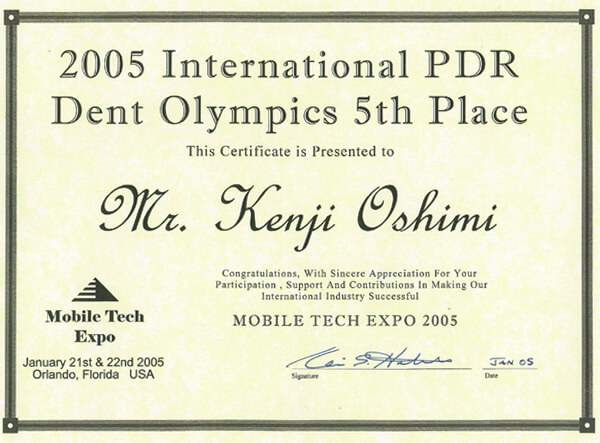 2005 International PDR
Dent Olympics 5th Place
This Certificate is Presented to
Mr. Kenji Oshimi
Congratulations, With Sincere Appreciation For Your
Participation , Support And Contributions In Making Our
International Industry Successful
MOBILE TECH EXPO 2005
Mobile Tech
Expo
January 21st & 22nd 2005
Orlando, Florida USA
Signature
JAN 05
Date